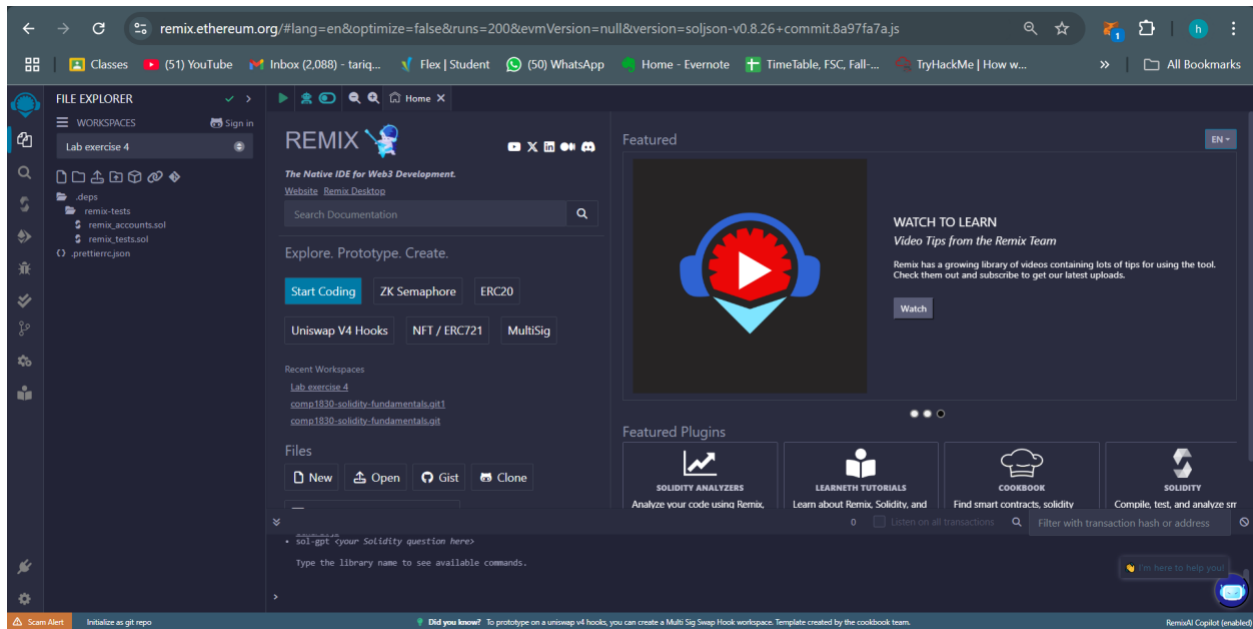 remix.ethereum.org/#lang=en&optimize=false&runs=200&evmVersion=null&version=soljson-v0.8.26+commit.8a97fa7a.js
1
h
Classes
(51) YouTube
Inbox (2,088) - tariq...
Flex | Student
(50) WhatsApp
Home - Evernote
TimeTable, FSC, Fall-...
TryHackMe | How w...
»
All Bookmarks
FILE EXPLORER
WORKSPACES
Sign in
Lab exercise 4
.deps
remix-tests
remix_accounts.sol
remix_tests.sol
.prettierrc.json
Home
REMIX
The Native IDE for Web3 Development.
Website Remix Desktop
Search Documentation
Explore. Prototype. Create.
Start Coding ZK Semaphore ERC20
Uniswap V4 Hooks NFT / ERC721 MultiSig
Recent Workspaces
Lab exercise 4
comp1830-solidity-fundamentals.git1
comp1830-solidity-fundamentals.git
Files
New Open Gist Clone
Featured
EN
WATCH TO LEARN
Video Tips from the Remix Team
Remix has a growing library of videos containing lots of tips for using the tool.
Check them out and subscribe to get our latest
uploads.
Watch
Featured Plugins
SOLIDITY ANALYZERS
Analyze your code using Remix,
LEARNETH TUTORIALS
Learn about Remix, Solidity, and
COOKBOOK
Find smart contracts, solidity
SOLIDITY
Compile, test, and analyze smr
0 Listen on all transactions Filter with transaction hash or address
• sol-gpt <your Solidity question here>
Type the library name to see available commands.
>
I'm here to help you!
Scam Alert Initialize as git repo Did you know? To prototype on a uniswap v4 hooks, you can create a Multi Sig Swap Hook workspace. Template created by the cookbook team. RemixAI Copilot (enabled)